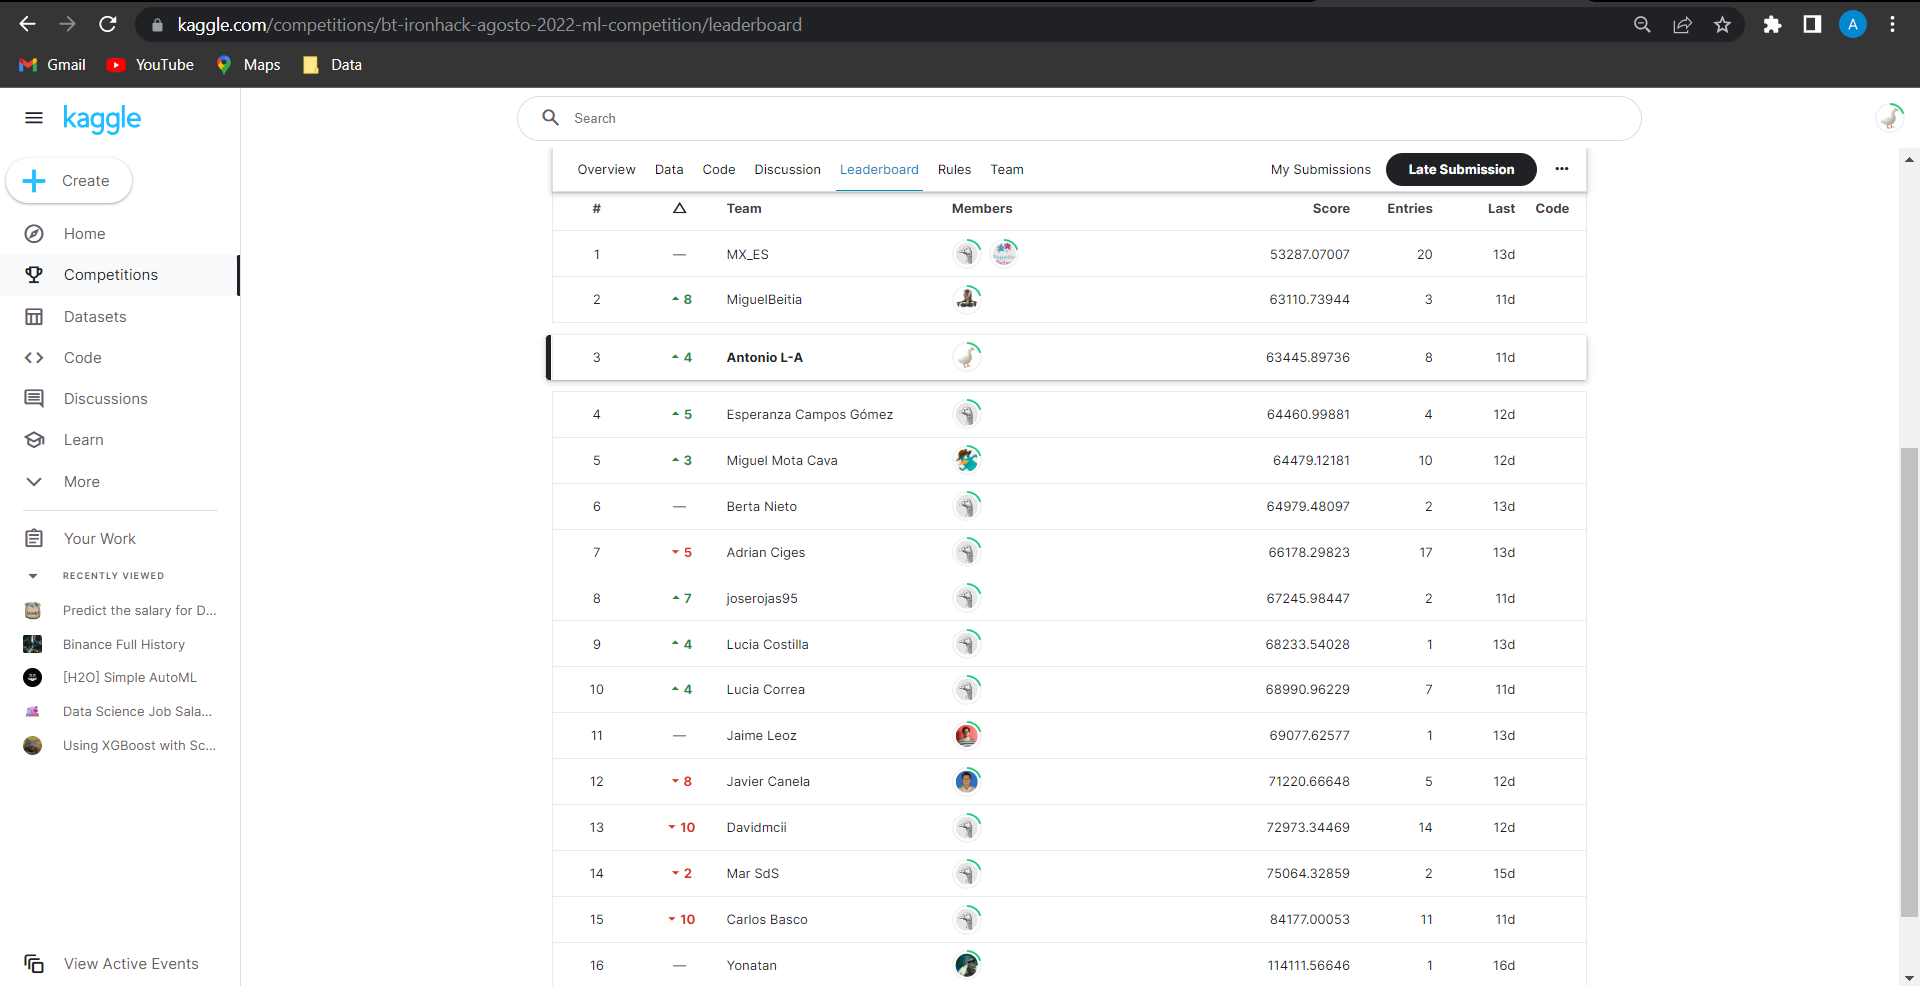 kaggle.com/competitions/bt-ironhack-agosto-2022-ml-competition/leaderboard
A
Gmail YouTube Maps Data
kaggle
Search
Create
Home
Competitions
Datasets
Code
Discussions
Learn
More
Your Work
RECENTLY VIEWED
Predict the salary for D...
Binance Full History
[H2O] Simple AutoML
Data Science Job Sala...
Using XGBoost with Sc...
View Active Events
Overview Data Code Discussion Leaderboard Rules Team My Submissions Late Submission
# △ Team Members Score Entries Last Code
1 — MX_ES 53287.07007 20 13d
2 8 MiguelBeitia 63110.73944 3 11d
3 4 Antonio L-A 63445.89736 8 11d
4 5 Esperanza Campos Gómez 64460.99881 4 12d
5 3 Miguel Mota Cava 64479.12181 10 12d
6 — Berta Nieto 64979.48097 2 13d
7 5 Adrian Ciges 66178.29823 17 13d
8 7 joserojas95 67245.98447 2 11d
9 4 Lucia Costilla 68233.54028 1 13d
10 4 Lucia Correa 68990.96229 7 11d
11 — Jaime Leoz 69077.62577 1 13d
12 8 Javier Canela 71220.66648 5 12d
13 10 Davidmcii 72973.34469 14 12d
14 2 Mar SdS 75064.32859 2 15d
15 10 Carlos Basco 84177.00053 11 11d
16 — Yonatan 114111.56646 1 16d